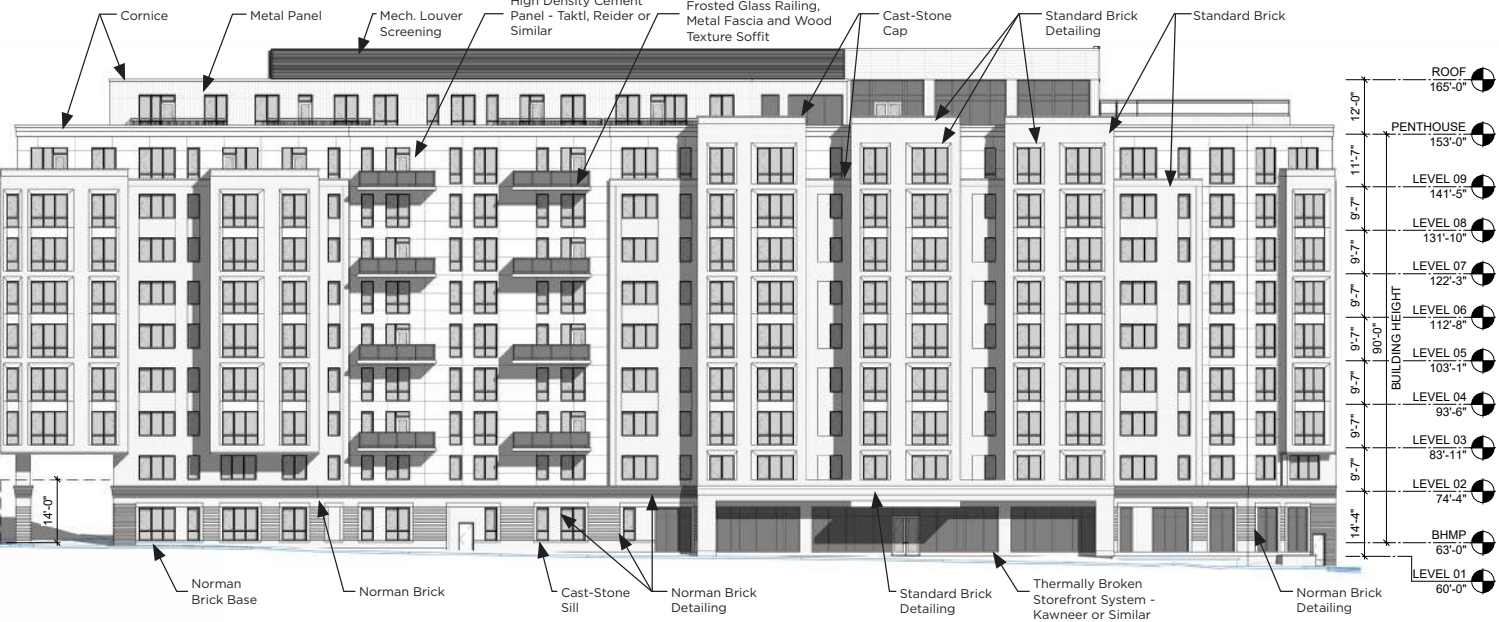 Cornice
Metal Panel
Mech. Louver
Screening
High Density Cement
Panel - Taktl, Reider or
Similar
Frosted Glass Railing,
Metal Fascia and Wood
Texture Soffit
Cast-Stone
Cap
Standard Brick
Detailing
Standard Brick
ROOF
165'-0"
12'-0"
PENTHOUSE
153'-0"
11'-7"
LEVEL 09
141'-5"
9'-7"
LEVEL 08
131'-10"
9'-7"
LEVEL 07
122'-3"
9'-7"
LEVEL 06
112'-8"
9'-7"
90'-0"
BUILDING HEIGHT
LEVEL 05
103'-1"
9'-7"
LEVEL 04
93'-6"
9'-7"
LEVEL 03
83'-11"
9'-7"
LEVEL 02
74'-4"
14'-4"
BHMP
63'-0"
LEVEL 01
60'-0"
14'-0"
Norman
Brick Base
Norman Brick
Cast-Stone
Sill
Norman Brick
Detailing
Standard Brick
Detailing
Thermally Broken
Storefront System -
Kawneer or Similar
Norman Brick
Detailing